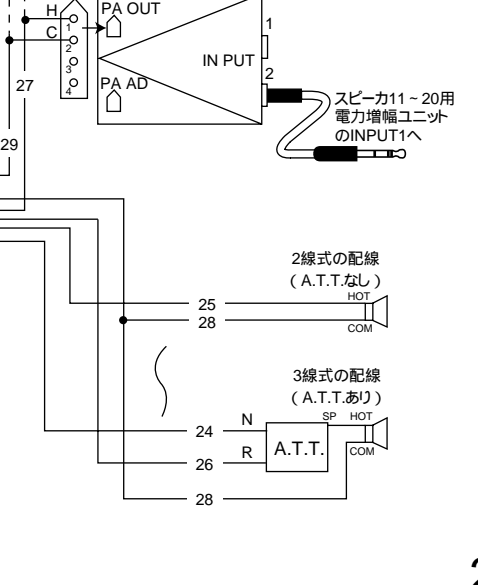 H
PA OUT
1
1
C
2
IN PUT
3
2
27
PA AD
4
スピーカ11~20用
電力増幅ユニット
のINPUT1へ
29
2線式の配線
(A.T.T.なし)
HOT
25
28
COM
3線式の配線
(A.T.T.あり)
SP HOT
N
24
A.T.T.
COM
R
26
28